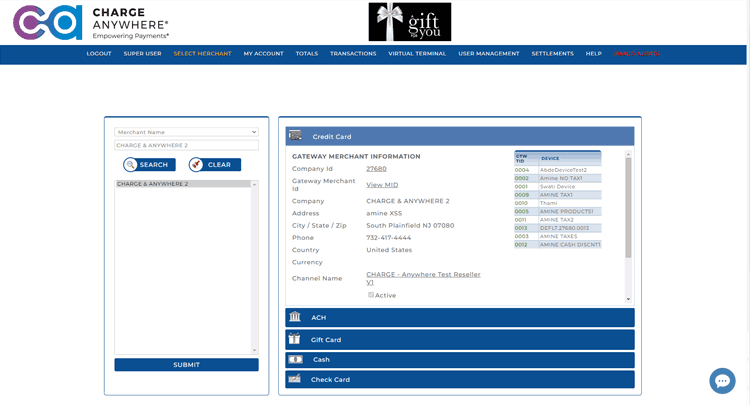 CHARGE
ANYWHERE®
Empowering Payments®
a gift
FOR
you
LOGOUT SUPER USER SELECT MERCHANT MY ACCOUNT TOTALS TRANSACTIONS VIRTUAL TERMINAL USER MANAGEMENT SETTLEMENTS HELP
Merchant Name
CHARGE & ANYWHERE 2
SEARCH CLEAR
CHARGE & ANYWHERE 2
SUBMIT
Credit Card
GATEWAY MERCHANT INFORMATION
Company Id 27680
Gateway Merchant
Id View MID
Company CHARGE & ANYWHERE 2
Address amine XSS
City / State / Zip South Plainfield NJ 07080
Phone 732-417-4444
Country United States
Currency
Channel Name CHARGE - Anywhere Test Reseller
V1
Active
GTW
TID DEVICE
0004 AbdeDeviceTest2
0002 Amine NO TAX1
0001 Swati Device
0009 AMINE TAX1
0010 Thami
0005 AMINE PRODUCTS1
0011 AMINE TAX2
0013 DEFLT.27680.0013
0003 AMINE TAXES
0012 AMINE CASH DISCNT1
ACH
Gift Card
Cash
Check Card